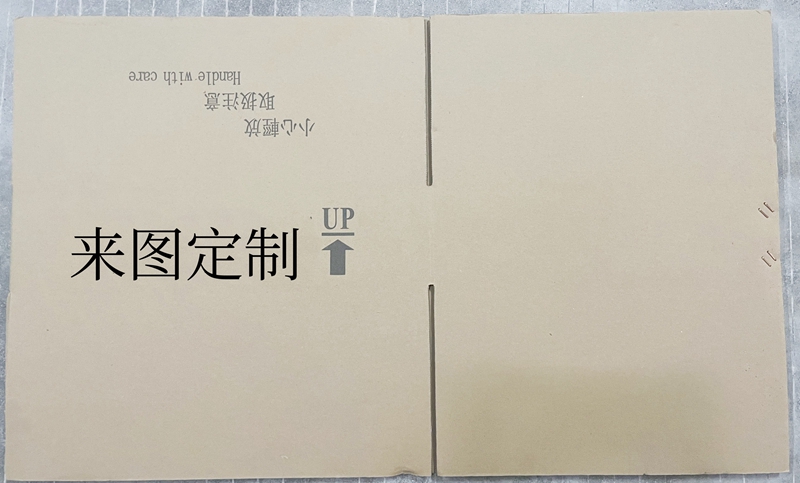 Handle with care
取扱注意
小心輕放
UP
来图定制